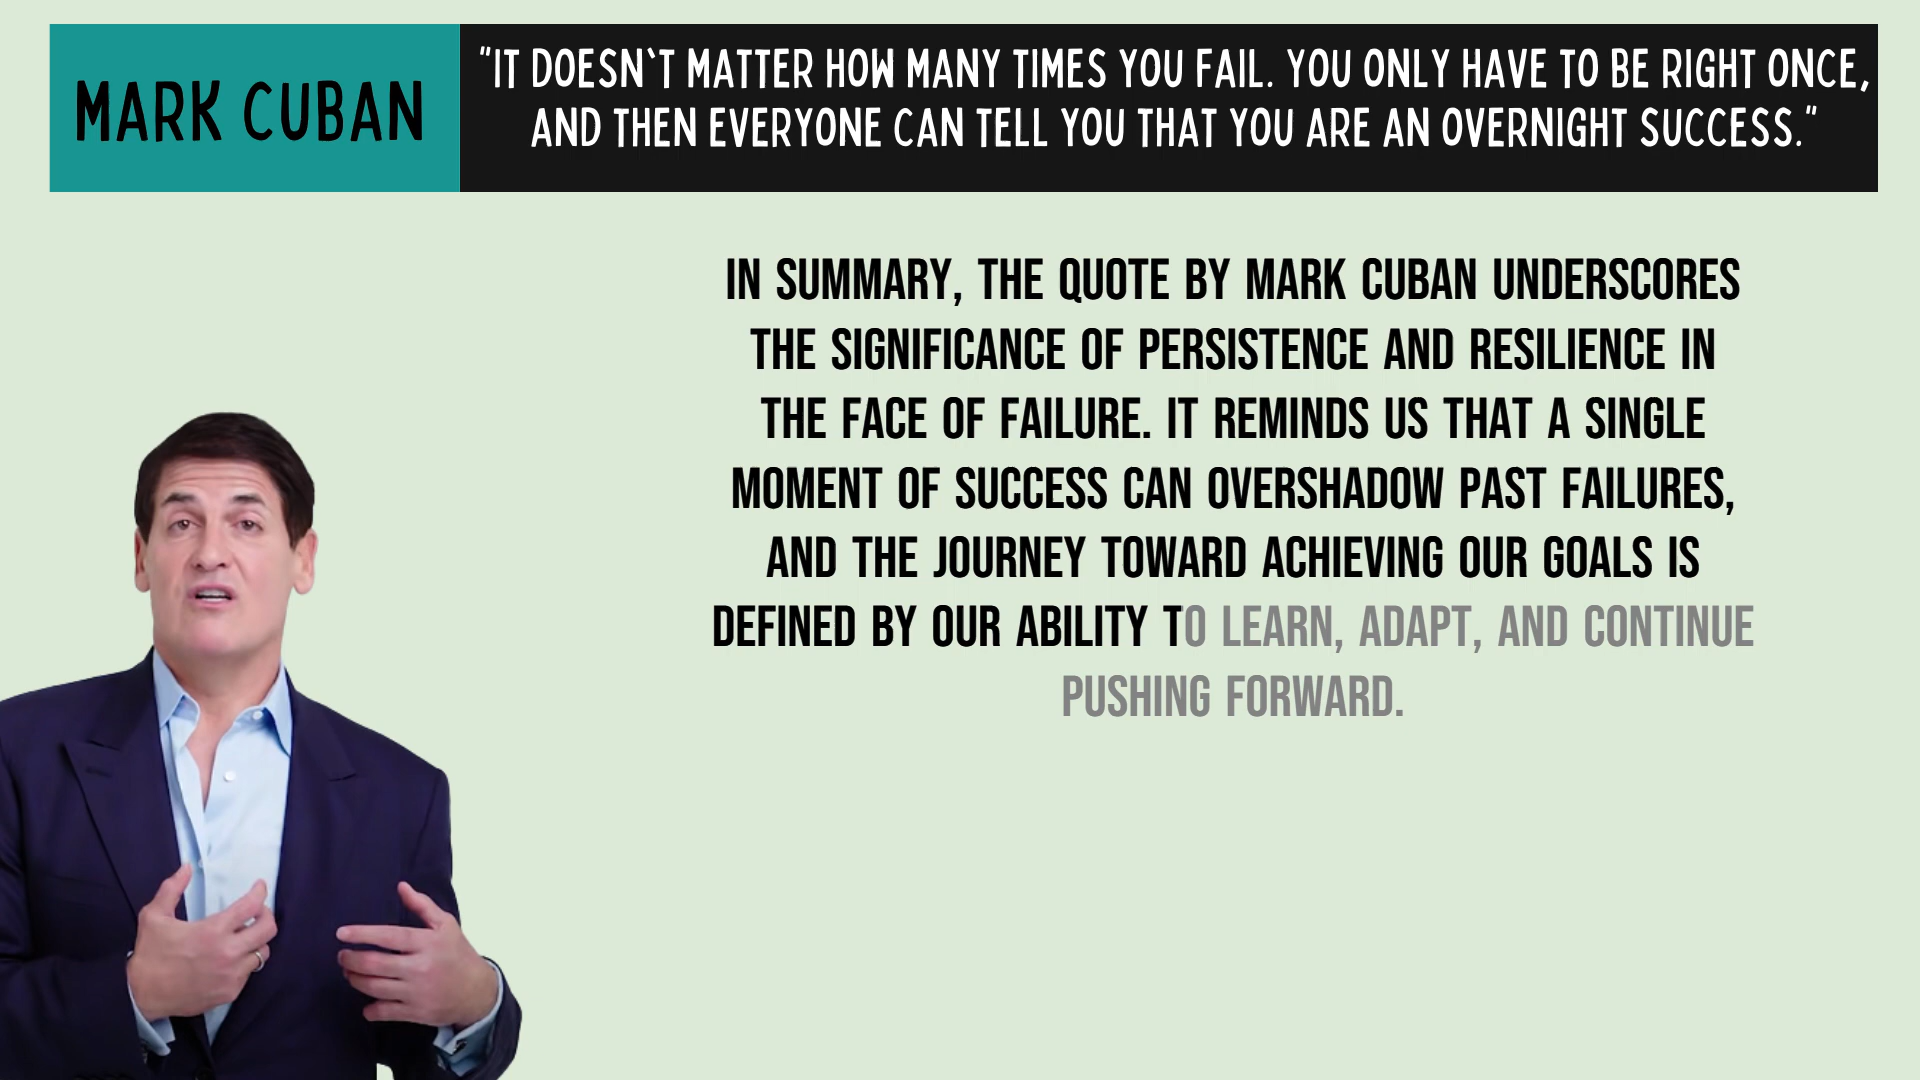 MARK CUBAN
"IT DOESN`T MATTER HOW MANY TIMES YOU FAIL. YOU ONLY HAVE TO BE RIGHT ONCE,
AND THEN EVERYONE CAN TELL YOU THAT YOU ARE AN OVERNIGHT SUCCESS."
IN SUMMARY, THE QUOTE BY MARK CUBAN UNDERSCORES
THE SIGNIFICANCE OF PERSISTENCE AND RESILIENCE IN
THE FACE OF FAILURE. IT REMINDS US THAT A SINGLE
MOMENT OF SUCCESS CAN OVERSHADOW PAST FAILURES,
AND THE JOURNEY TOWARD ACHIEVING OUR GOALS IS
DEFINED BY OUR ABILITY TO LEARN, ADAPT, AND CONTINUE
PUSHING FORWARD.